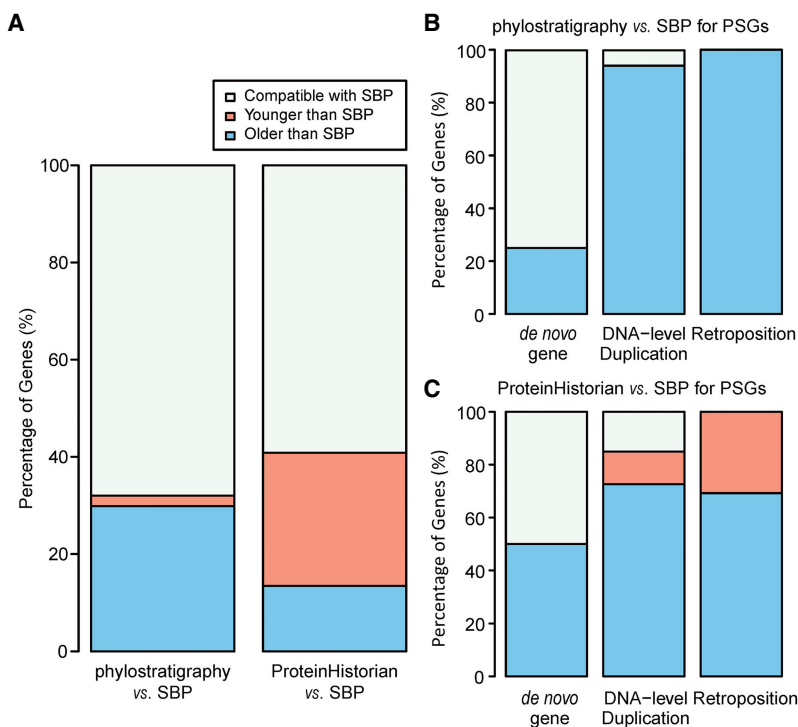 A
Compatible with SBP
Younger than SBP
Older than SBP
Percentage of Genes (%)
100
80
60
40
20
0
phylostratigraphy
vs. SBP
ProteinHistorian
vs. SBP
B
phylostratigraphy vs. SBP for PSGs
Percentage of Genes (%)
100
80
60
40
20
0
de novo
gene
DNA−level
Duplication
Retroposition
C
ProteinHistorian vs. SBP for PSGs
Percentage of Genes (%)
100
80
60
40
20
0
de novo
gene
DNA−level
Duplication
Retroposition